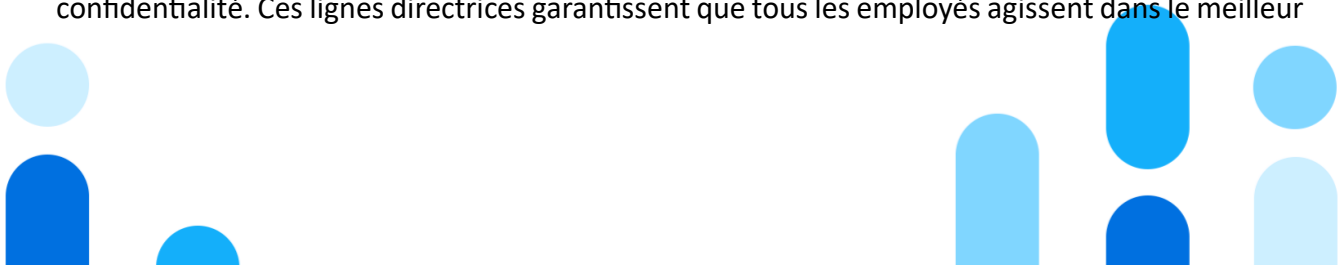 confidentialité. Ces lignes directrices garantissent que tous les employés agissent dans le meilleur